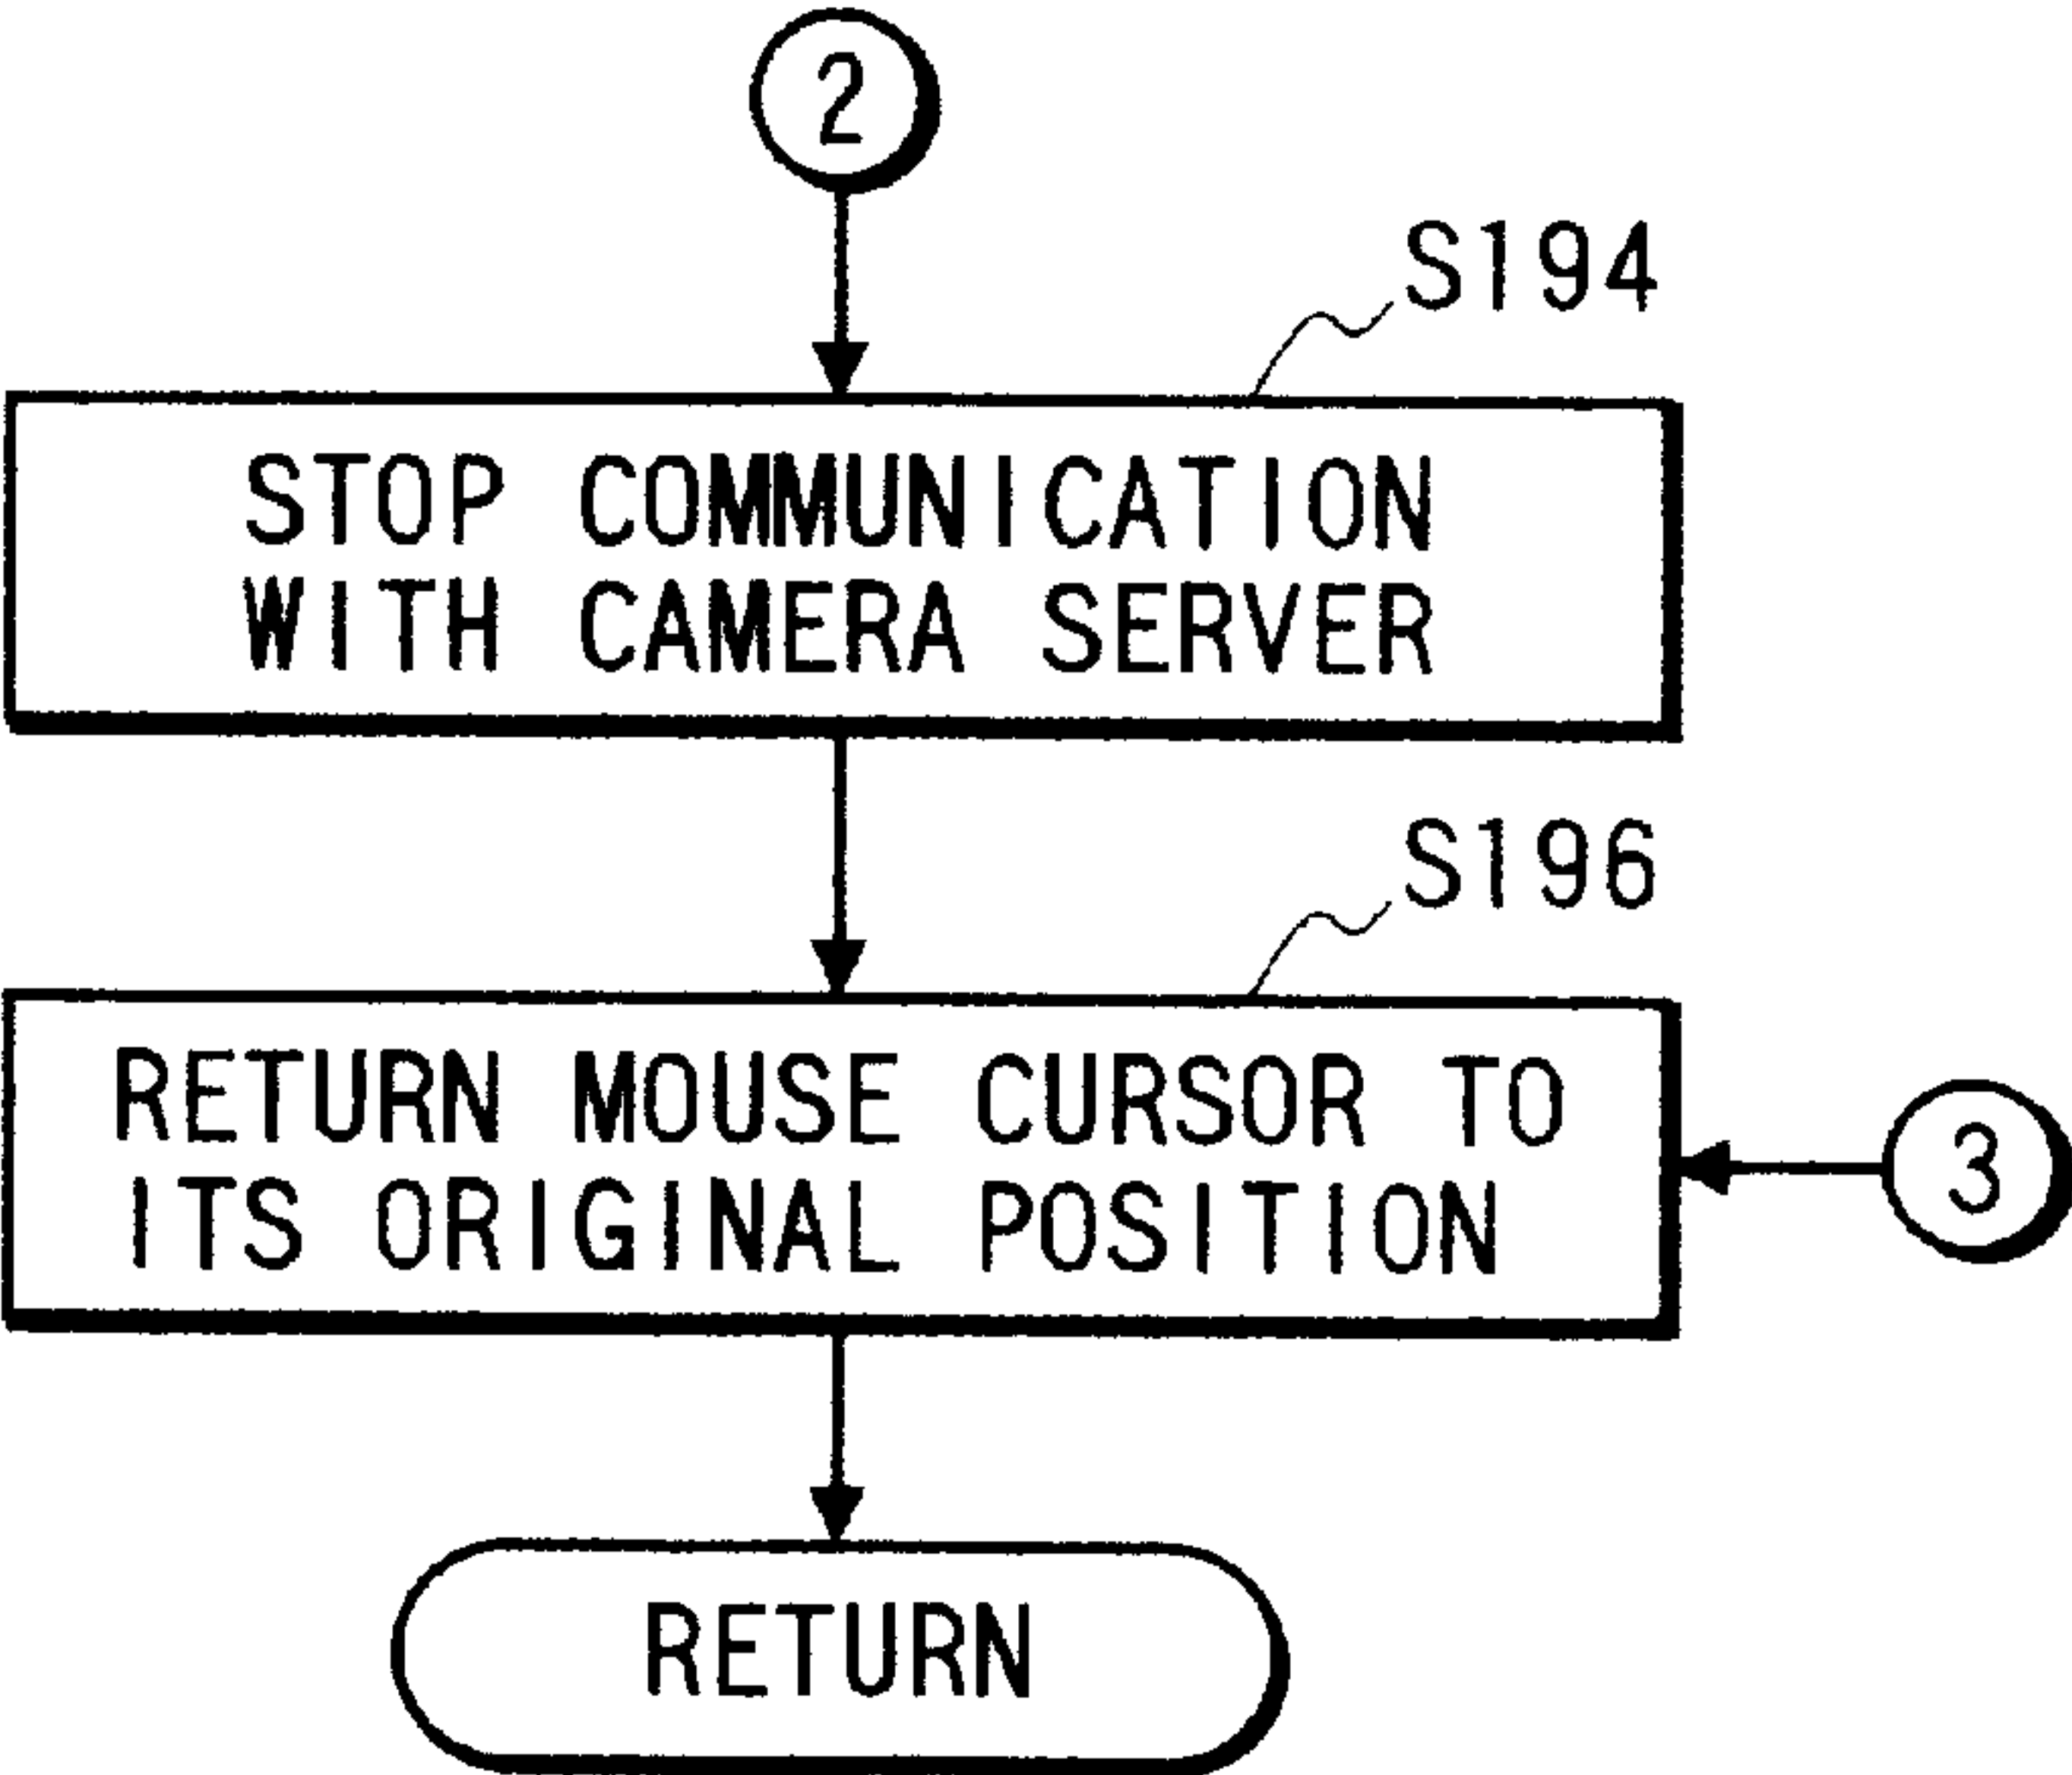 2
S194
STOP COMMUNICATION
WITH CAMERA SERVER
S196
RETURN MOUSE CURSOR TO
ITS ORIGINAL POSITION
3
RETURN